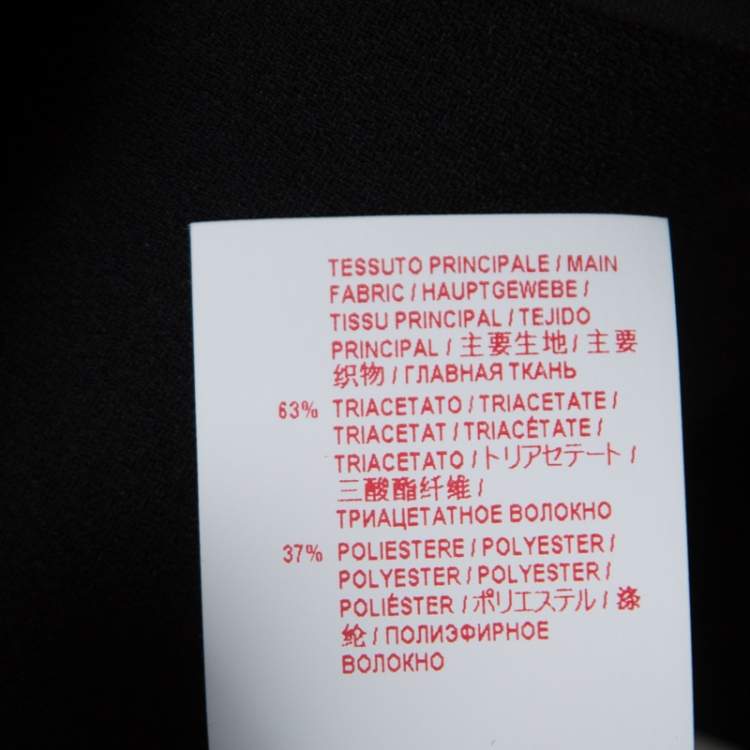 TESSUTO PRINCIPALE / MAIN
FABRIC / HAUPTGEWEBE /
TISSU PRINCIPAL / TEJIDO
PRINCIPAL / 主要生地 / 主要
织物 / ГЛАВНАЯ ТКАНЬ
63% TRIACETATO / TRIACETATE /
TRIACETAT / TRIACÉTATE /
TRIACETATO / トリアセテート /
三酸酯纤维 /
ТРИАЦЕТАТНОЕ ВОЛОКНО
37% POLIESTERE / POLYESTER /
POLYESTER / POLYESTER /
POLIÉSTER / ポリエステル / 涤
纶 / ПОЛИЭФИРНОЕ
ВОЛОКНО